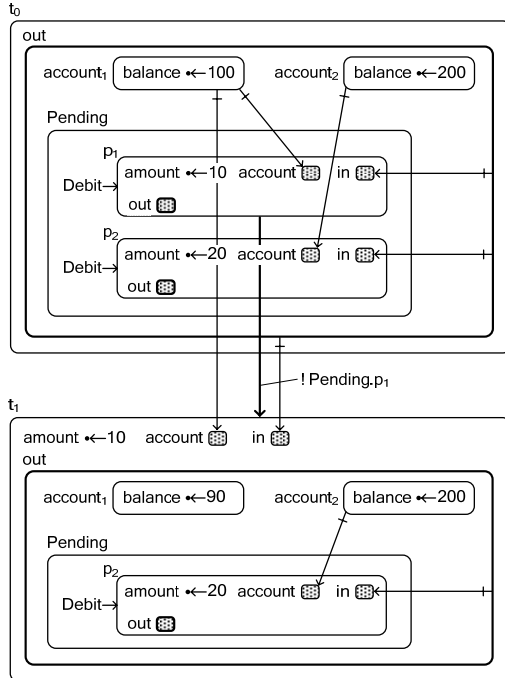 t₀
out
account₁ balance •←100 account₂ balance •←200
Pending
p₁
amount •←10 account in
Debit
out
p₂
amount •←20 account in
Debit
out
! Pending.p₁
t₁
amount •←10 account in
out
account₁ balance •←90 account₂ balance •←200
Pending
p₂
amount •←20 account in
Debit
out